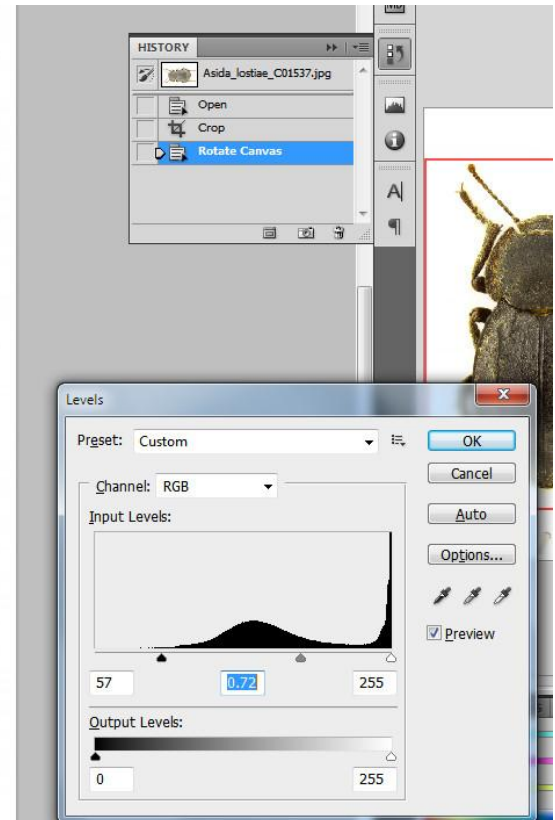 Mb
HISTORY
Asida_lostiae_C01537.jpg
Open
Crop
Rotate Canvas
A
¶
Levels
Preset: Custom
OK
Channel: RGB
Cancel
Input Levels:
Auto
Options...
Preview
57 0.72 255
Output Levels:
0 255